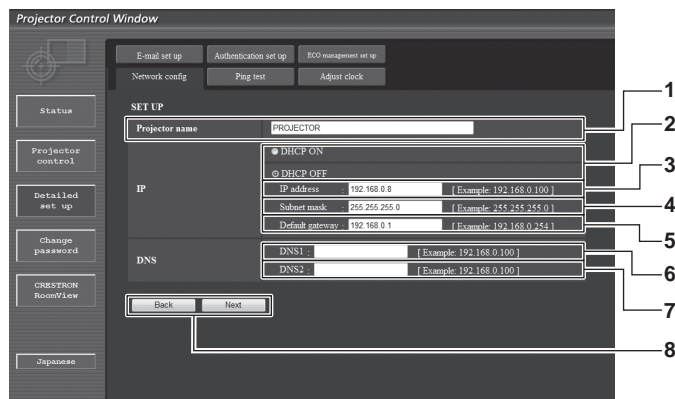 Projector Control Window
E-mail set up
Authentication set up
ECO management set up
Network config
Ping test
Adjust clock
Status
Projector
control
Detailed
set up
Change
password
CRESTRON
RoomView
Japanese
SET UP
Projector name PROJECTOR
IP
DHCP ON
DHCP OFF
IP address : 192.168.0.8 [ Example: 192.168.0.100 ]
Subnet mask : 255.255.255.0 [ Example: 255.255.255.0 ]
Default gateway : 192.168.0.1 [ Example: 192.168.0.254 ]
DNS
DNS1 : [ Example: 192.168.0.100 ]
DNS2 : [ Example: 192.168.0.100 ]
Back Next
1
2
3
4
5
6
7
8